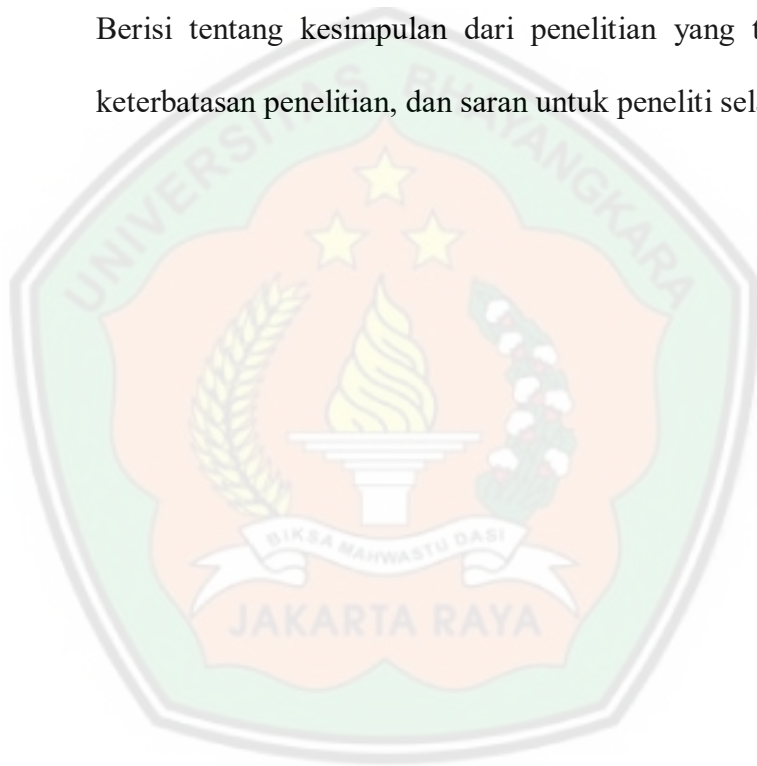 Berisi tentang kesimpulan dari penelitian yang
keterbatasan penelitian, dan saran untuk peneliti
UNIVERSITAS BHAYANGKARA
BIKSA MAHWASTU DASI
JAKARTA RAYA